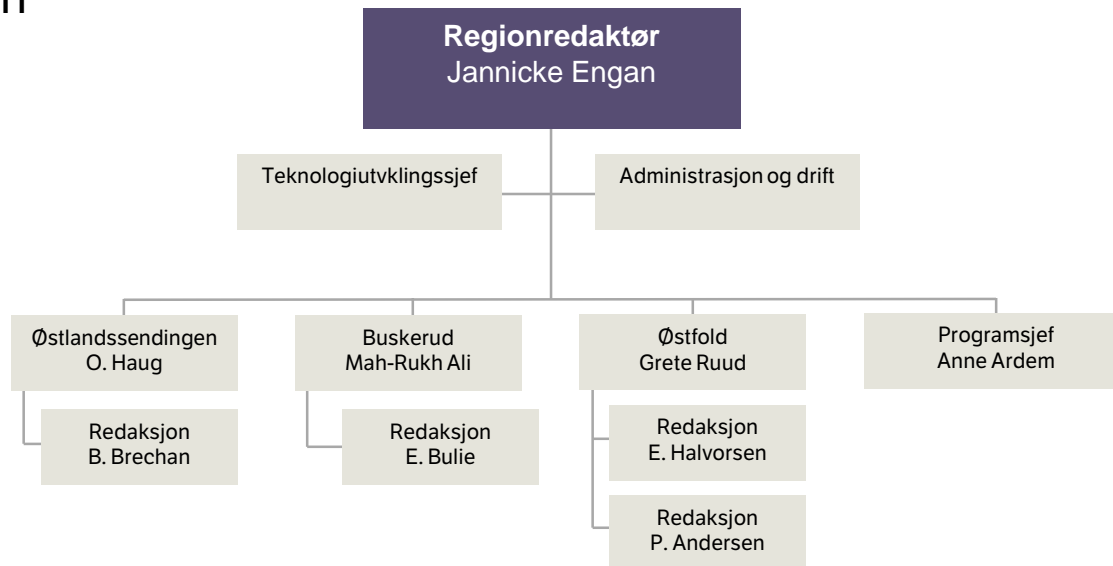 Regionredaktør
Jannicke Engan
Teknologiutvklingssjef
Administrasjon og drift
Østlandssendingen
O. Haug
Buskerud
Mah-Rukh Ali
Østfold
Grete Ruud
Programsjef
Anne Ardem
Redaksjon
B. Brechan
Redaksjon
E. Bulie
Redaksjon
E. Halvorsen
Redaksjon
P. Andersen